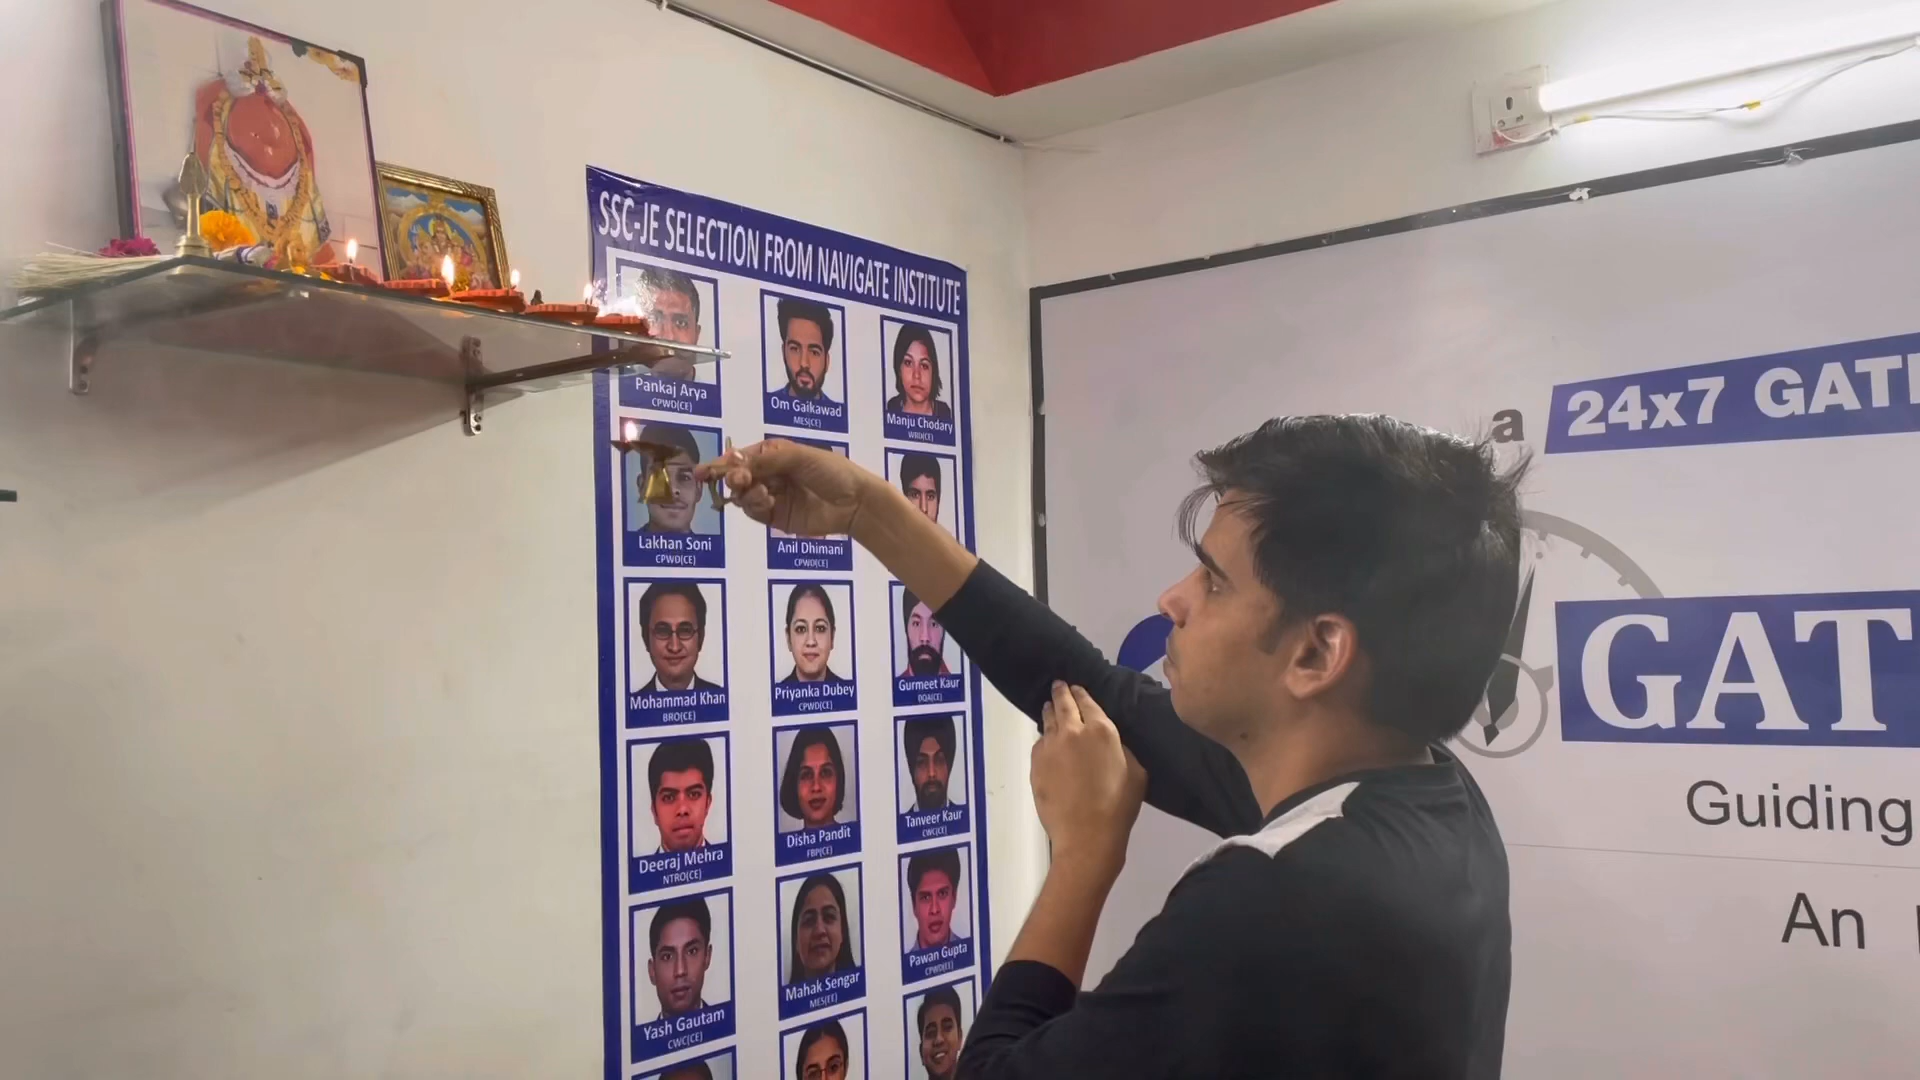 SSC-JE SELECTION FROM NAVIGATE INSTITUTE
Pankaj Arya
CPWD(CE)
Om Gaikawad
MES(CE)
Manju Chodary
WRD(CE)
Lakhan Soni
CPWD(CE)
Anil Dhimani
CPWD(CE)
Mohammad Khan
BRO(CE)
Priyanka Dubey
CPWD(CE)
Gurmeet Kaur
DQA(CE)
Deeraj Mehra
NTRO(CE)
Disha Pandit
FBP(CE)
Tanveer Kaur
CWC(CE)
Yash Gautam
CWC(CE)
Mahak Sengar
MES(EE)
Pawan Gupta
CPWD(EE)
a 24x7 GATE
GAT
Guiding
An